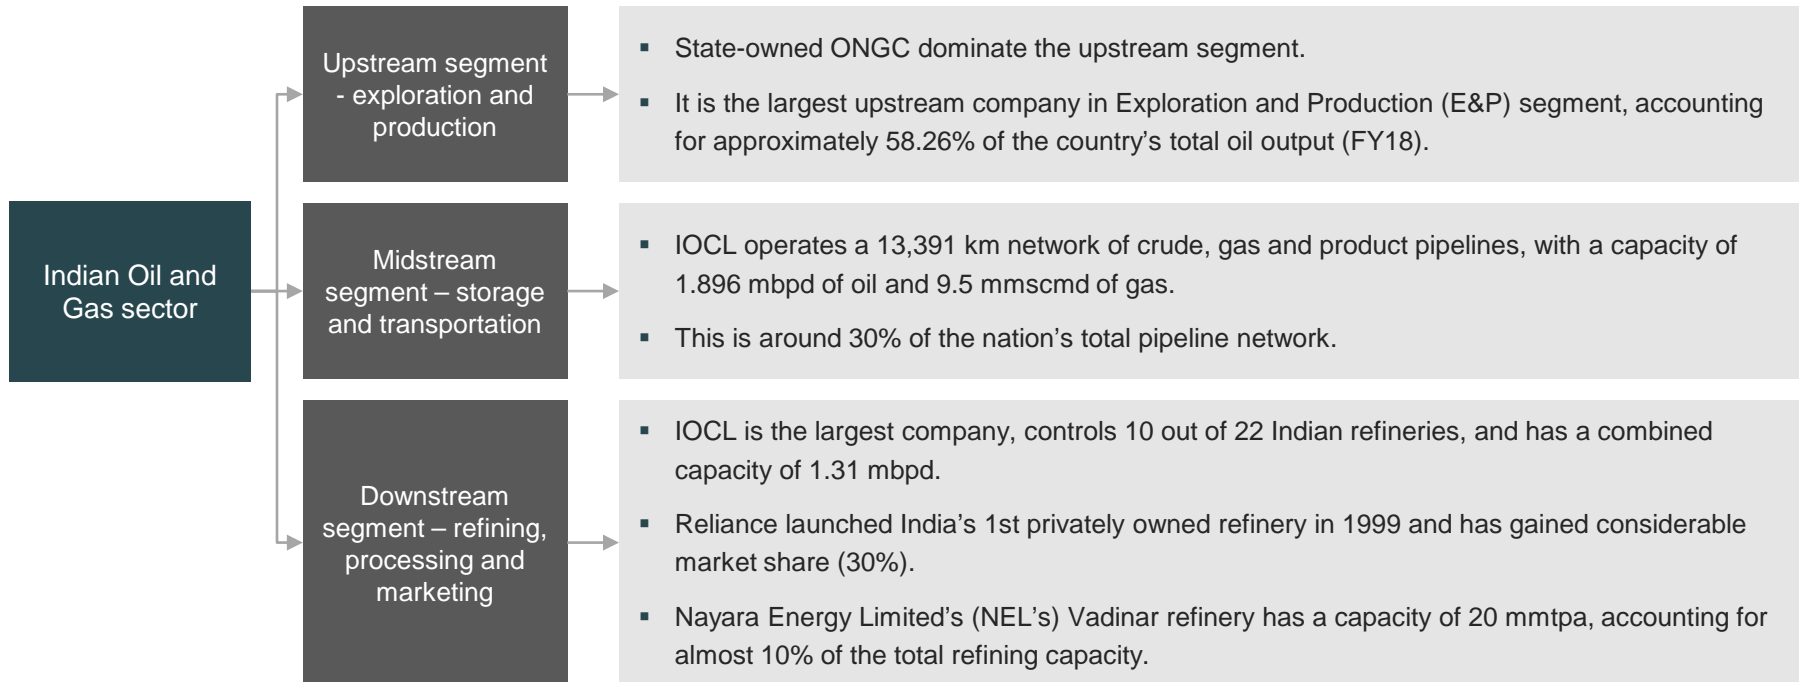 Indian Oil and
Gas sector
Upstream segment
- exploration and
production
▪ State-owned ONGC dominate the upstream segment.
▪ It is the largest upstream company in Exploration and Production (E&P) segment, accounting
for approximately 58.26% of the country’s total oil output (FY18).
Midstream
segment – storage
and transportation
▪ IOCL operates a 13,391 km network of crude, gas and product pipelines, with a capacity of
1.896 mbpd of oil and 9.5 mmscmd of gas.
▪ This is around 30% of the nation’s total pipeline network.
Downstream
segment – refining,
processing and
marketing
▪ IOCL is the largest company, controls 10 out of 22 Indian refineries, and has a combined
capacity of 1.31 mbpd.
▪ Reliance launched India’s 1st privately owned refinery in 1999 and has gained considerable
market share (30%).
▪ Nayara Energy Limited’s (NEL’s) Vadinar refinery has a capacity of 20 mmtpa, accounting for
almost 10% of the total refining capacity.